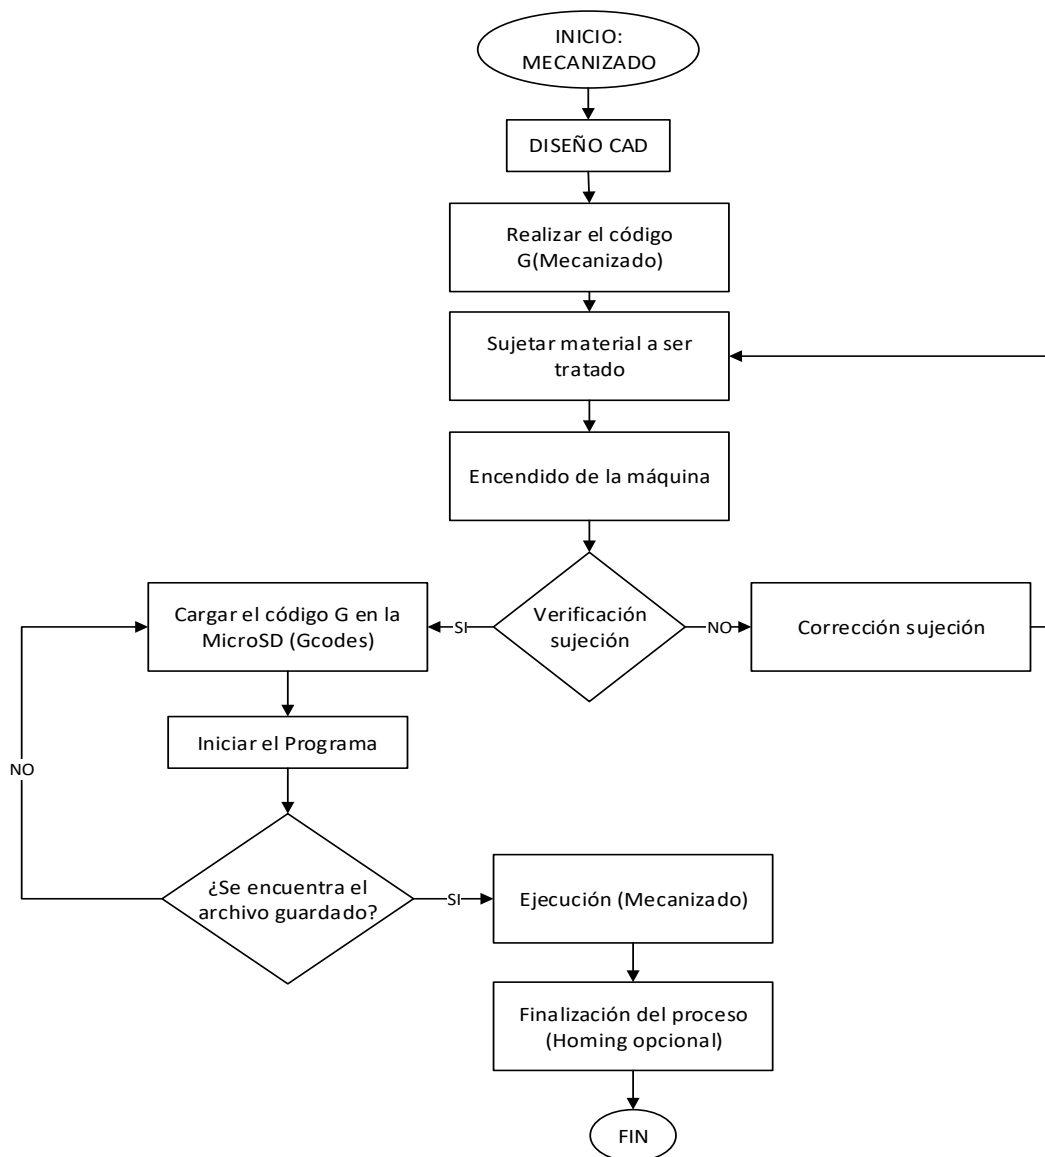 INICIO:
MECANIZADO
DISEÑO CAD
Realizar el código
G(Mecanizado)
Sujetar material a ser
tratado
Encendido de la máquina
Verificación
sujeción
SI
NO
Cargar el código G en la
MicroSD (Gcodes)
Corrección sujeción
Iniciar el Programa
NO
¿Se encuentra el
archivo guardado?
SI
Ejecución (Mecanizado)
Finalización del proceso
(Homing opcional)
FIN